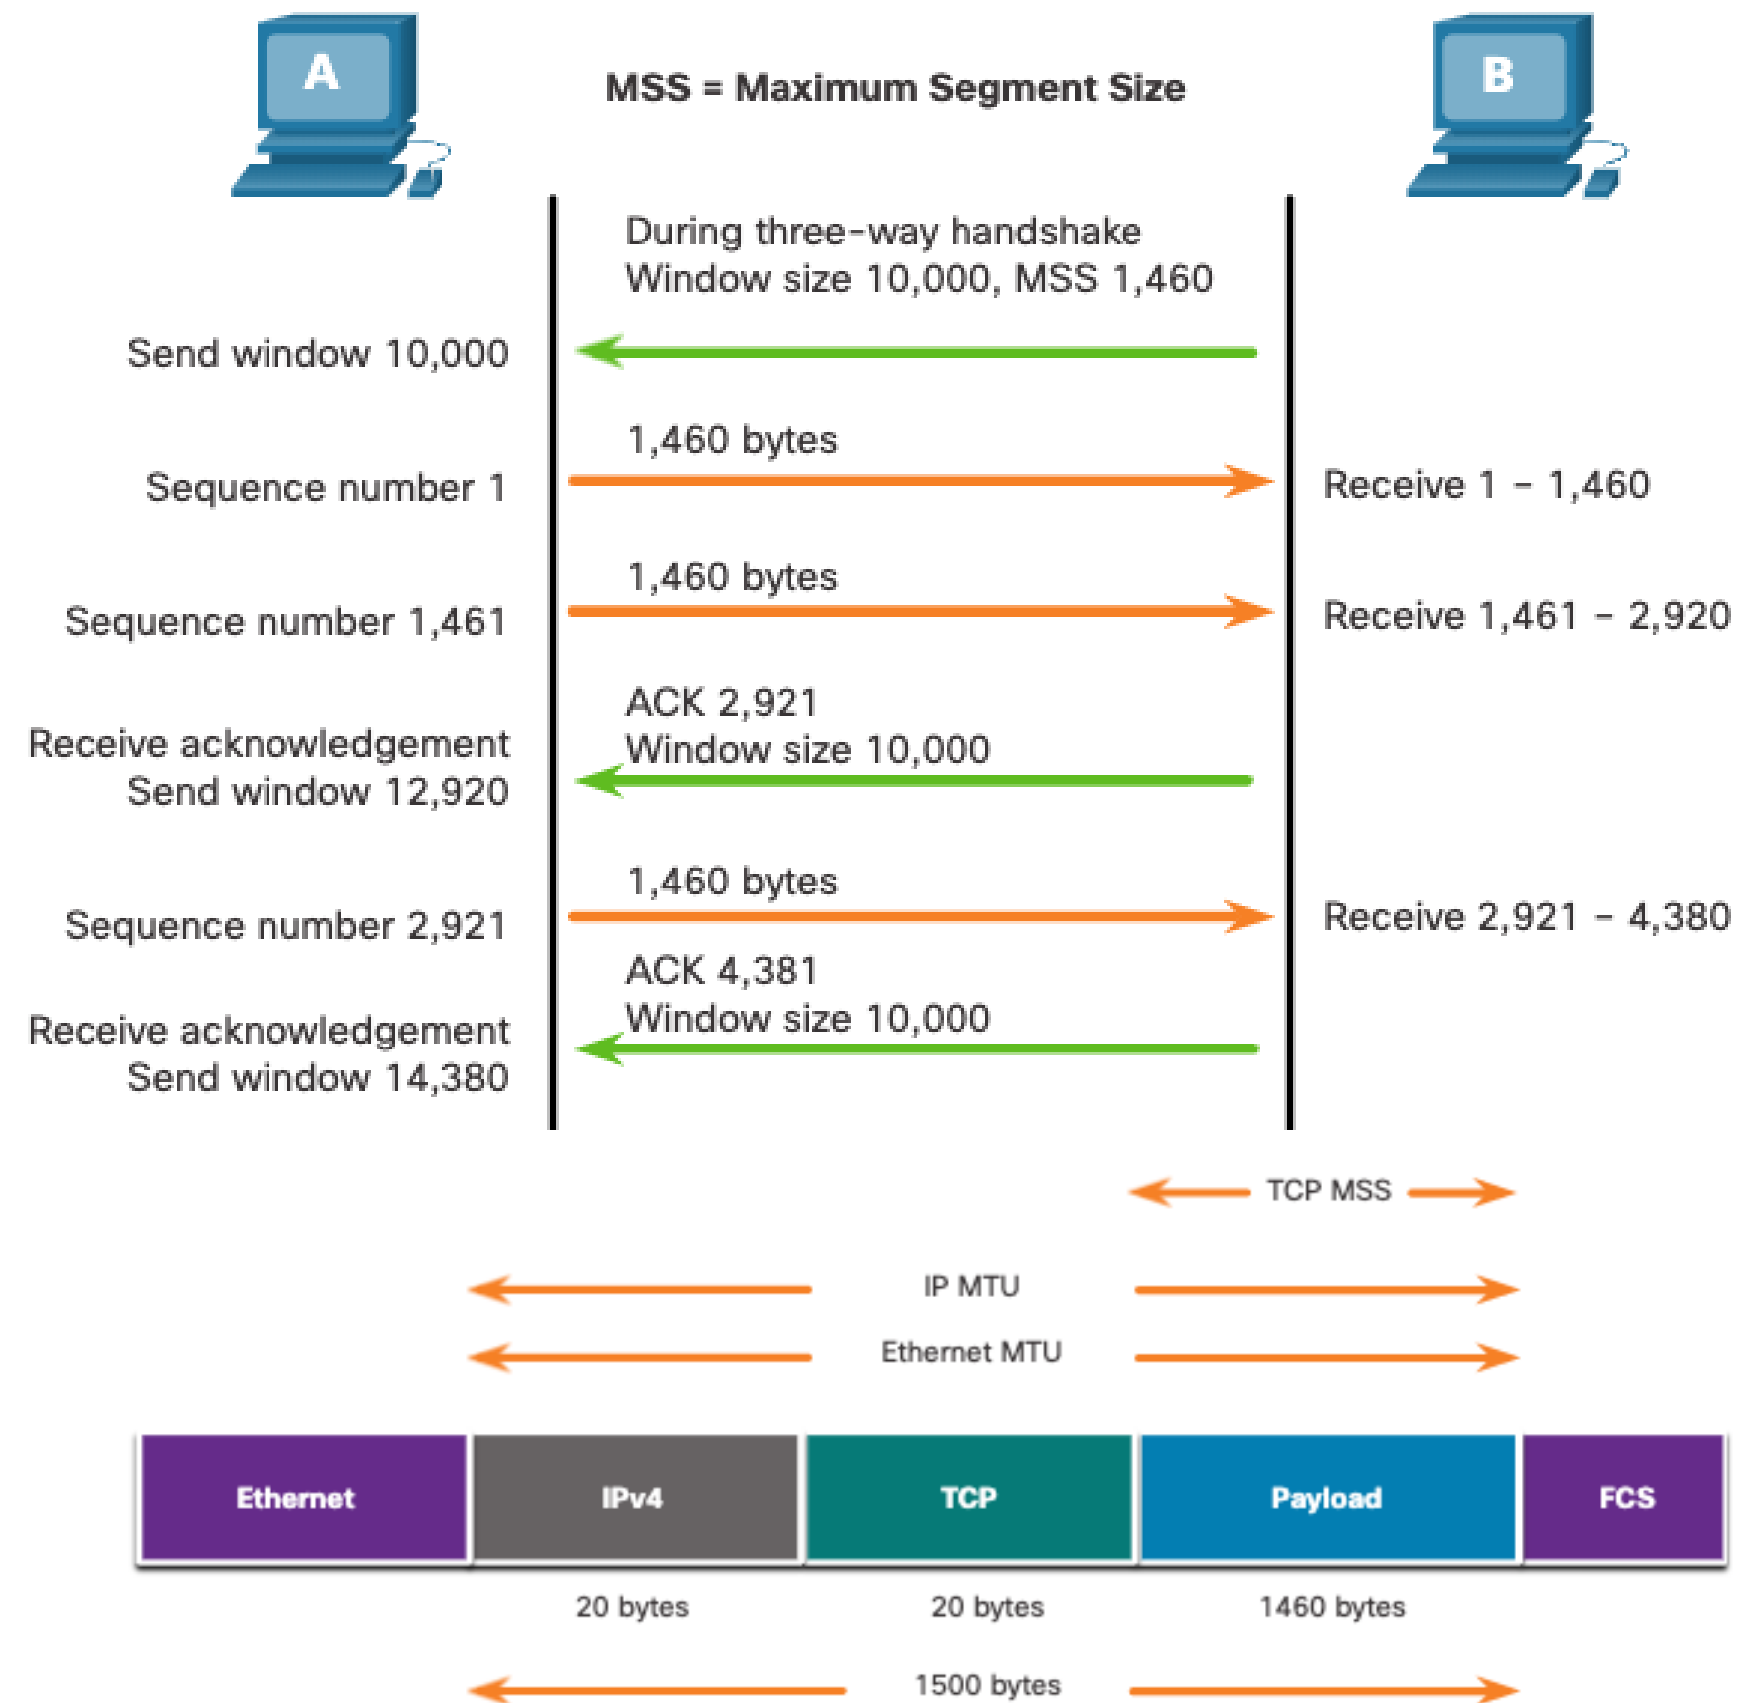 A
MSS = Maximum Segment Size
B
During three-way handshake
Window size 10,000, MSS 1,460
Send window 10,000
1,460 bytes
Sequence number 1
Receive 1 – 1,460
1,460 bytes
Sequence number 1,461
Receive 1,461 – 2,920
ACK 2,921
Window size 10,000
Receive acknowledgement
Send window 12,920
1,460 bytes
Sequence number 2,921
Receive 2,921 – 4,380
ACK 4,381
Window size 10,000
Receive acknowledgement
Send window 14,380
TCP MSS
IP MTU
Ethernet MTU
Ethernet
IPv4
TCP
Payload
FCS
20 bytes
20 bytes
1460 bytes
1500 bytes